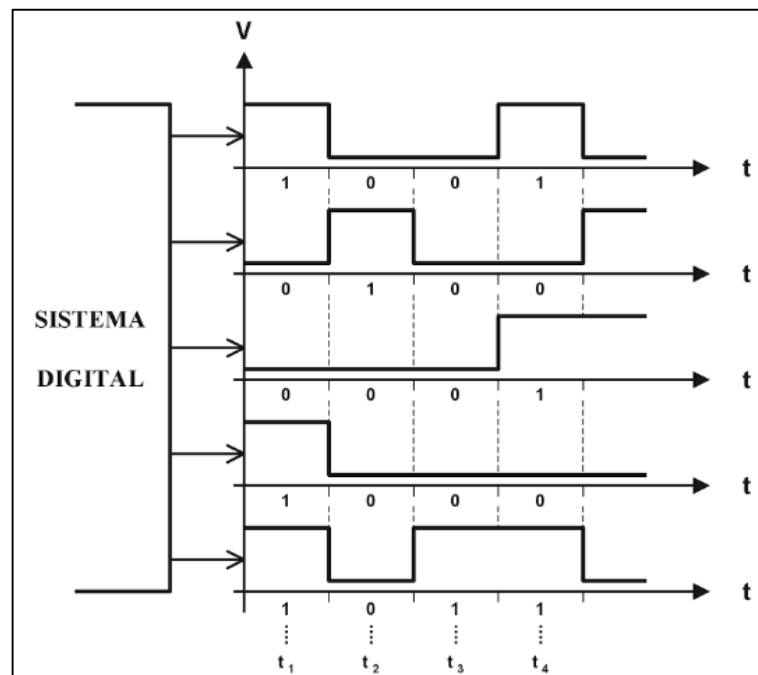 V
t
1 0 0 1
t
0 1 0 0
SISTEMA
DIGITAL
t
0 0 0 1
t
1 0 0 0
t
1 0 1 1
t₁ t₂ t₃ t₄